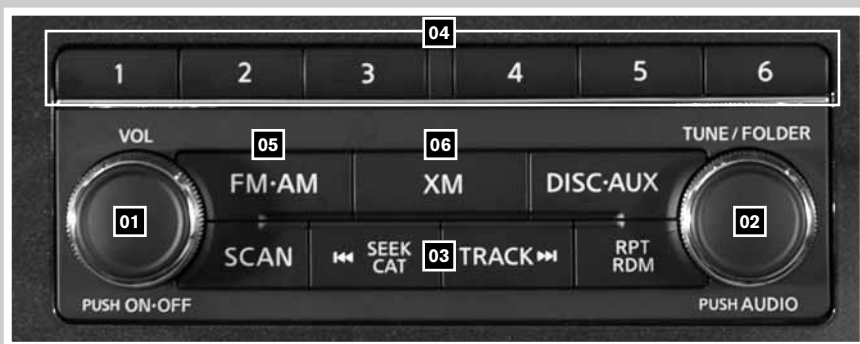 04
1 2 3 4 5 6
VOL
TUNE / FOLDER
05 06
FM·AM XM DISC·AUX
01 02
SCAN ⏮ SEEK CAT 03 TRACK ⏭ RPT RDM
PUSH ON·OFF
PUSH AUDIO